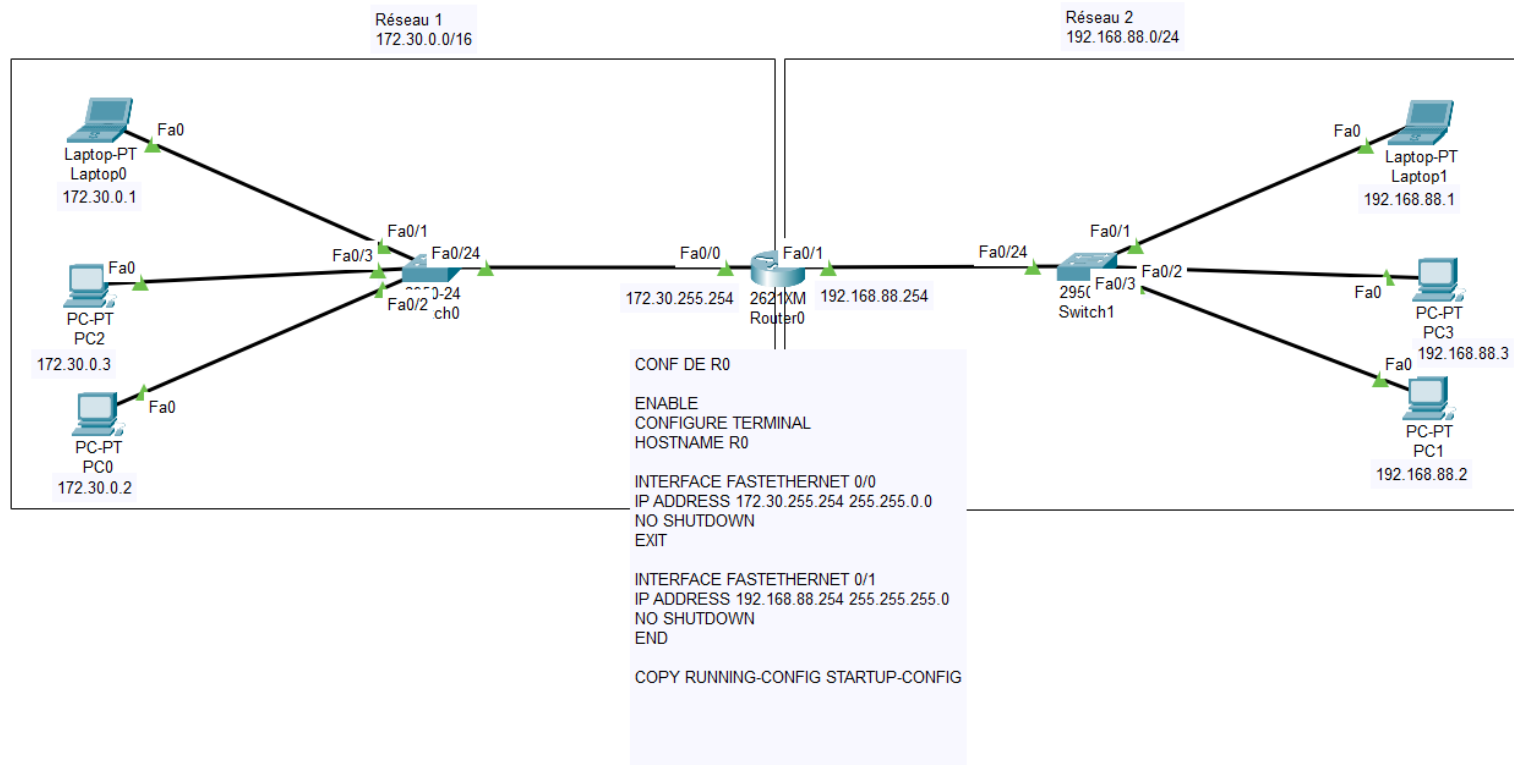 Réseau 1
172.30.0.0/16
Réseau 2
192.168.88.0/24
Fa0
Laptop-PT
Laptop0
172.30.0.1
Fa0/1
Fa0/3
Fa0/24
Fa0/2
ch0
Fa0
PC-PT
PC2
172.30.0.3
Fa0
PC-PT
PC0
172.30.0.2
Fa0/0
Fa0/1
172.30.255.254
2621XM
Router0
192.168.88.254
Fa0/24
Fa0/1
Fa0/2
Fa0/3
Switch1
Fa0
Laptop-PT
Laptop1
192.168.88.1
Fa0
PC-PT
PC3
192.168.88.3
Fa0
PC-PT
PC1
192.168.88.2
CONF DE R0
ENABLE
CONFIGURE TERMINAL
HOSTNAME R0
INTERFACE FASTETHERNET 0/0
IP ADDRESS 172.30.255.254 255.255.0.0
NO SHUTDOWN
EXIT
INTERFACE FASTETHERNET 0/1
IP ADDRESS 192.168.88.254 255.255.255.0
NO SHUTDOWN
END
COPY RUNNING-CONFIG STARTUP-CONFIG